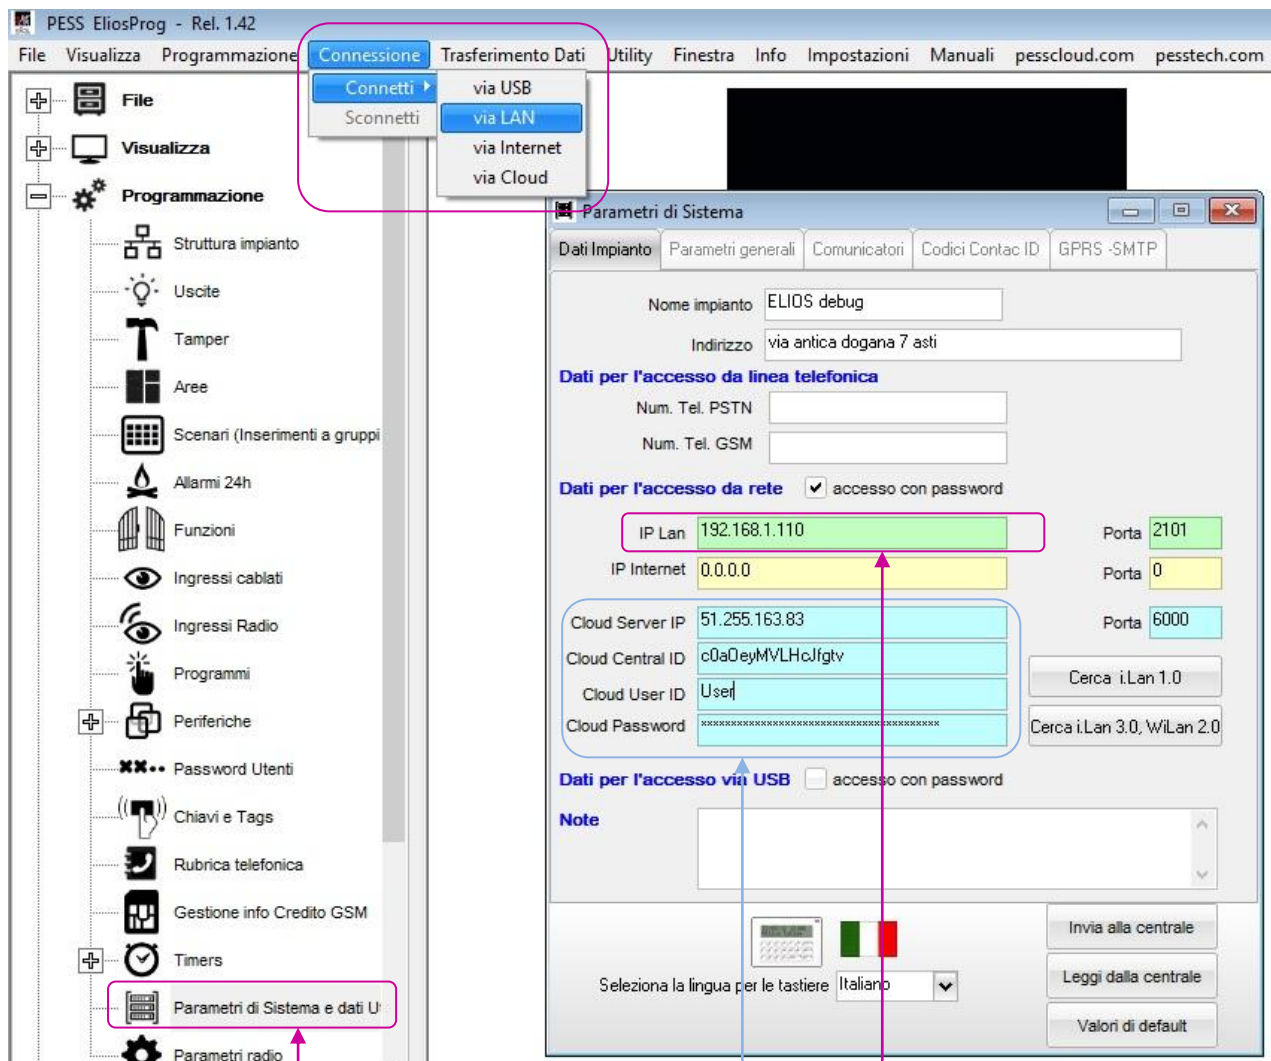 PESS EliosProg - Rel. 1.42
File Visualizza Programmazione Connessione Trasferimento Dati Utility Finestra Info Impostazioni Manuali pesscloud.com pesstech.com
Connetti
Sconnetti
via USB
via LAN
via Internet
via Cloud
File
Visualizza
Programmazione
Struttura impianto
Uscite
Tamper
Aree
Scenari (Inserimenti a gruppi
Allarmi 24h
Funzioni
Ingressi cablati
Ingressi Radio
Programmi
Periferiche
Password Utenti
Chiavi e Tags
Rubrica telefonica
Gestione info Credito GSM
Timers
Parametri di Sistema e dati U
Parametri radio
Parametri di Sistema
Dati Impianto Parametri generali Comunicatori Codici Contac ID GPRS -SMTP
Nome impianto ELIOS debug
Indirizzo via antica dogana 7 asti
Dati per l'accesso da linea telefonica
Num. Tel. PSTN
Num. Tel. GSM
Dati per l'accesso da rete accesso con password
IP Lan 192.168.1.110 Porta 2101
IP Internet 0.0.0.0 Porta 0
Cloud Server IP 51.255.163.83 Porta 6000
Cloud Central ID c0a0eyMVLHcJfgtv
Cloud User ID User
Cloud Password
Cerca i.Lan 1.0
Cerca i.Lan 3.0, WiLan 2.0
Dati per l'accesso via USB accesso con password
Note
Seleziona la lingua per le tastiere Italiano
Invia alla centrale
Leggi dalla centrale
Valori di default